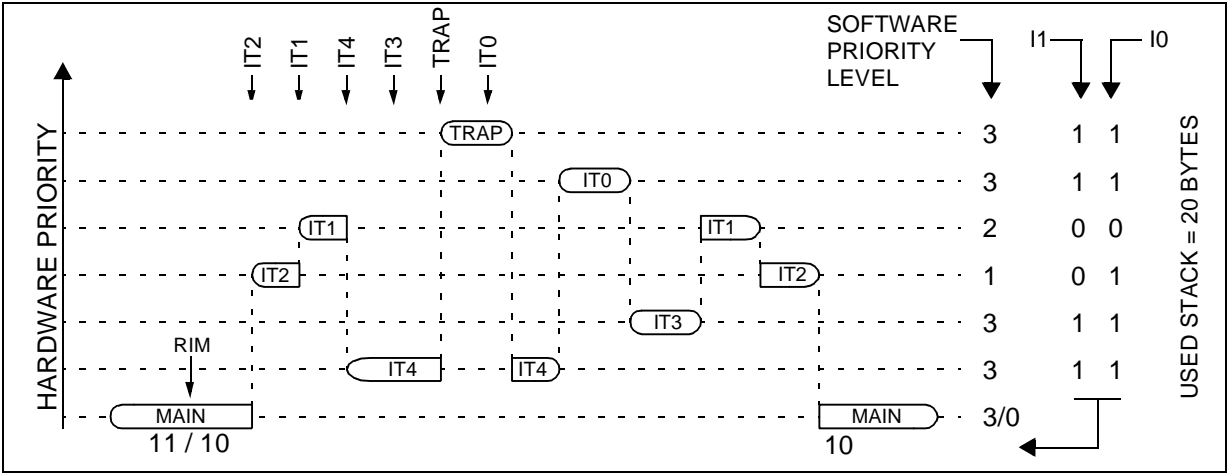 IT2
IT1
IT4
IT3
TRAP
IT0
SOFTWARE
PRIORITY
LEVEL
I1
I0
HARDWARE PRIORITY
TRAP
3
1 1
IT0
3
1 1
IT1
IT1
2
0 0
IT2
IT2
1
0 1
IT3
3
1 1
RIM
IT4
IT4
3
1 1
MAIN
MAIN
3/0
11 / 10
10
USED STACK = 20 BYTES